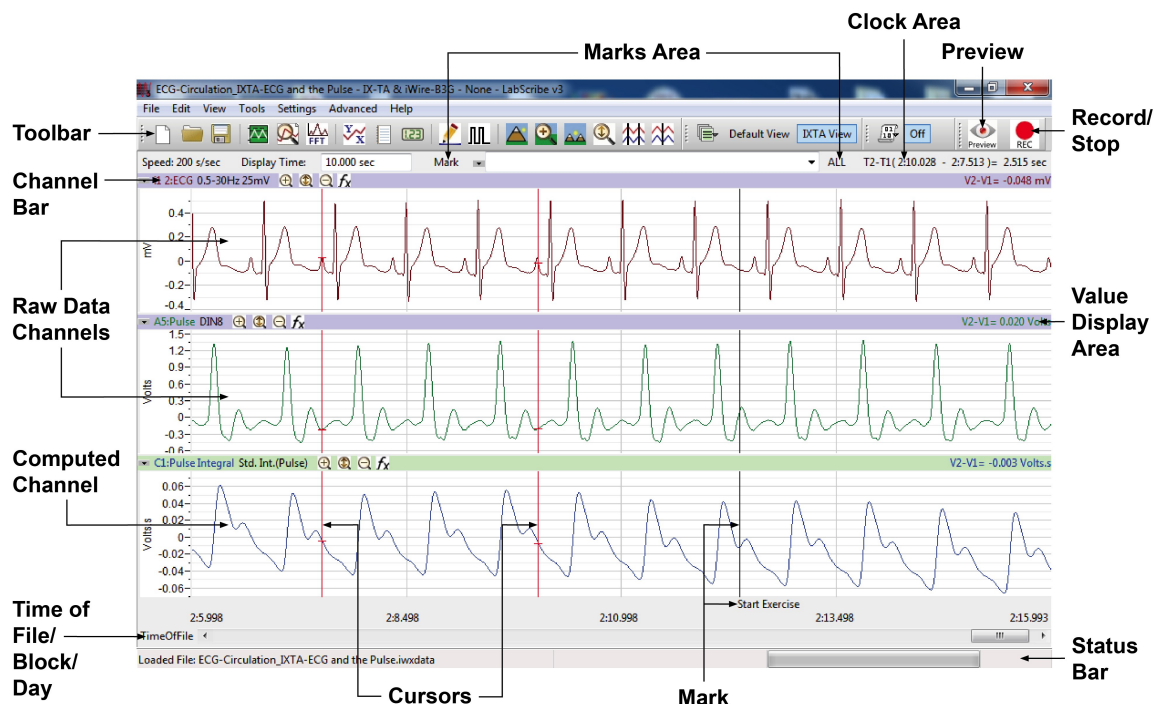 Clock Area
Marks Area
Preview
ECG-Circulation_IXTA-ECG and the Pulse - IX-TA & iWire-B3G - None - LabScribe v3
File Edit View Tools Settings Advanced Help
Toolbar
FFT
Y/X
123
Default View
IXTA View
Off
Preview
REC
Record/
Stop
Speed: 200 s/sec Display Time: 10.000 sec Mark ALL T2-T1( 2:10.028 - 2:7.513 )= 2.515 sec
Channel
Bar
2:ECG 0.5-30Hz 25mV fx V2-V1= -0.048 mV
0.4
0.2
0
-0.2
-0.4
mV
Raw Data
Channels
A5:Pulse DIN8 fx V2-V1= 0.020 Volts
Value
Display
Area
1.5
1.2
0.9
0.6
0.3
0
-0.3
-0.6
Volts
Computed
Channel
C1:Pulse Integral Std. Int.(Pulse) fx V2-V1= -0.003 Volts.s
0.06
0.04
0.02
0
-0.02
-0.04
-0.06
Volts.s
Start Exercise
2:5.998 2:8.498 2:10.998 2:13.498 2:15.993
Time of
File/
Block/
Day
TimeOfFile
Loaded File: ECG-Circulation_IXTA-ECG and the Pulse.iwxdata
Status
Bar
Cursors
Mark